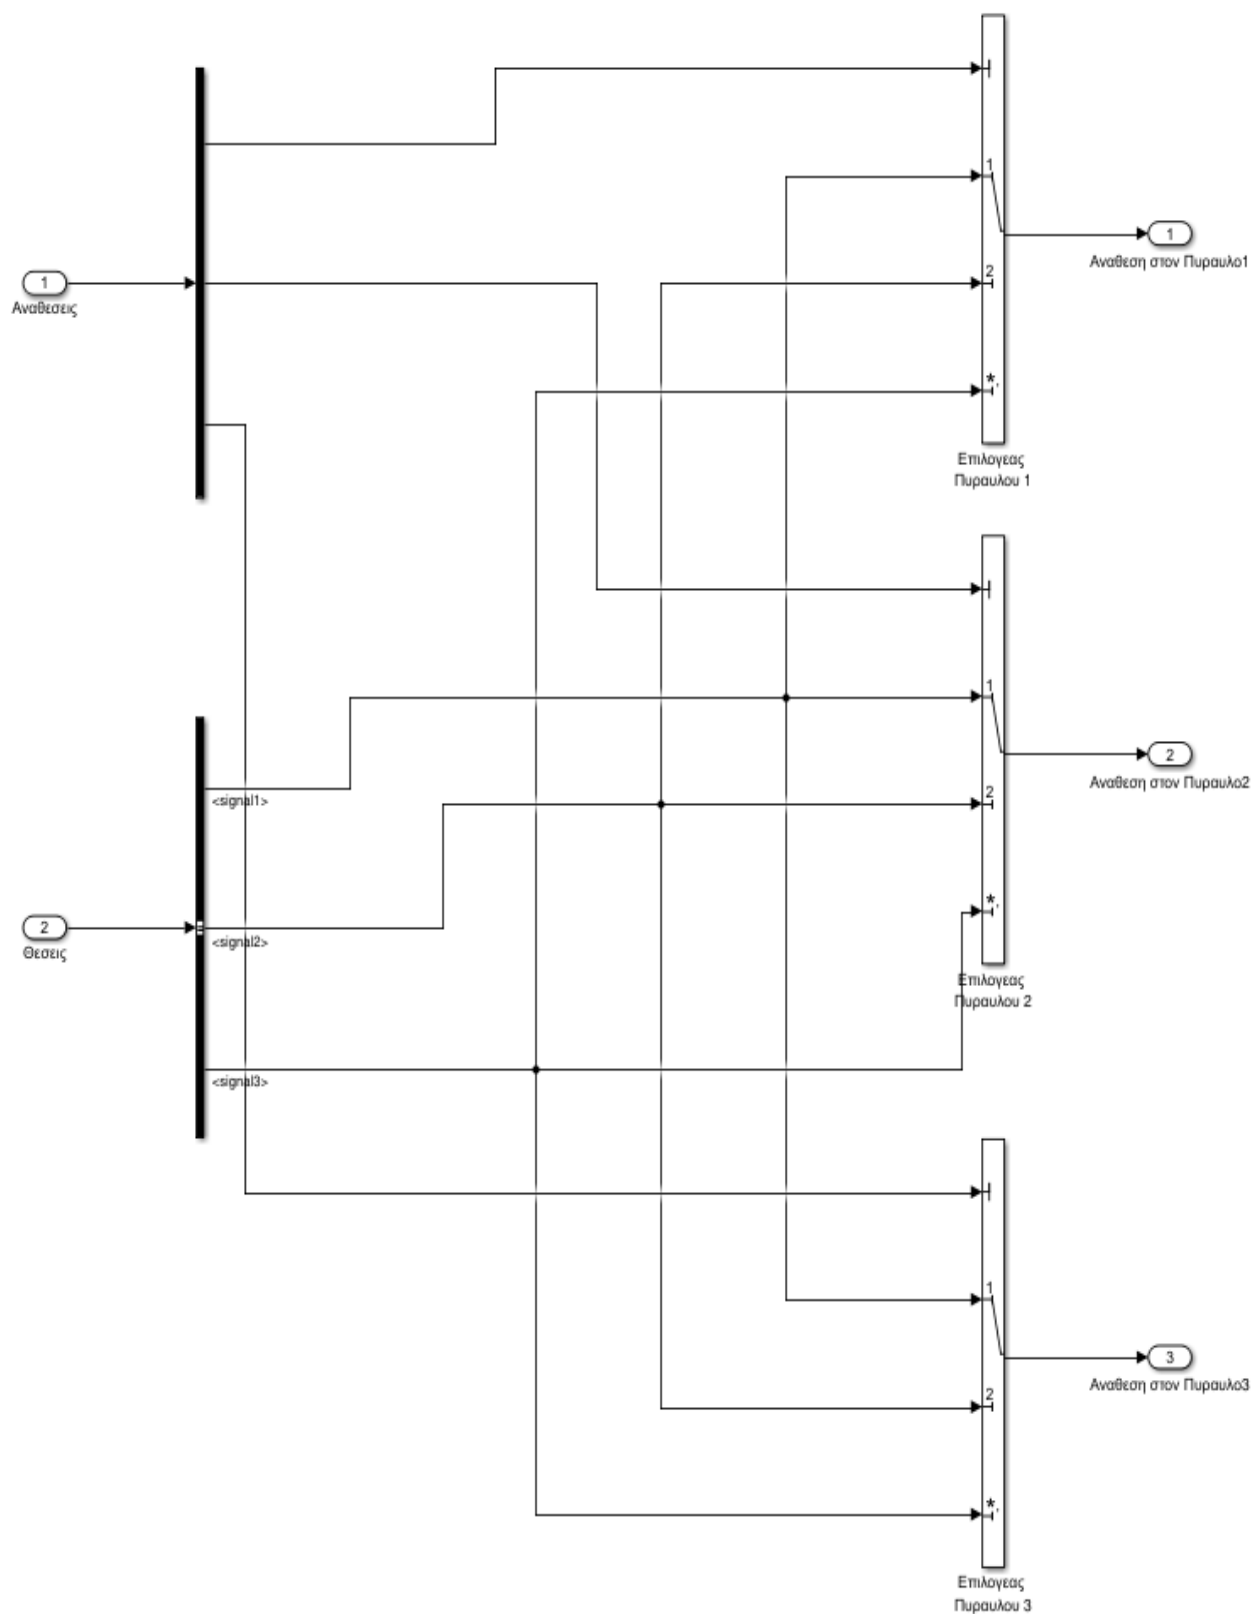 1
Αναθεσεις
1
2
*,
Επιλογεας
Πυραυλου 1
1
Αναθεση στον Πυραυλο1
2
Θεσεις
<signal1>
<signal2>
<signal3>
1
2
*,
Επιλογεας
Πυραυλου 2
2
Αναθεση στον Πυραυλο2
1
2
*,
Επιλογεας
Πυραυλου 3
3
Αναθεση στον Πυραυλο3